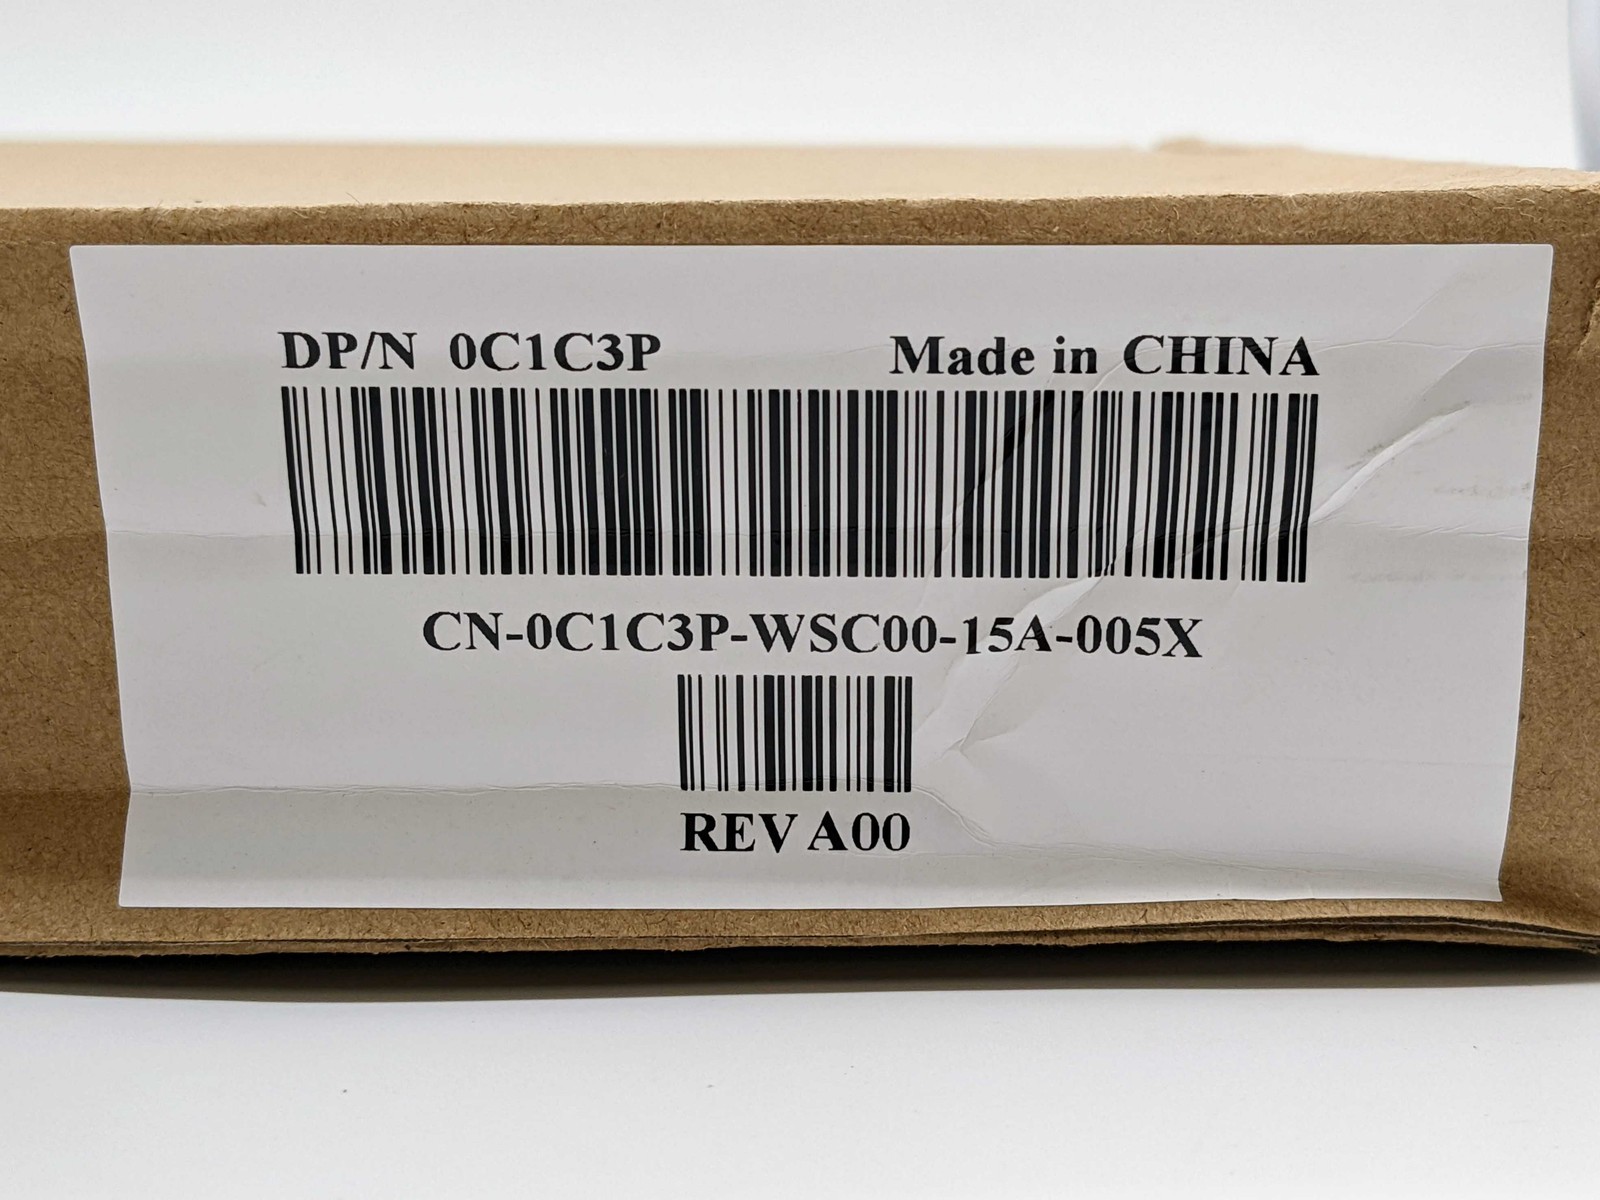 DP/N 0C1C3P Made in CHINA
CN-0C1C3P-WSC00-15A-005X
REV A00